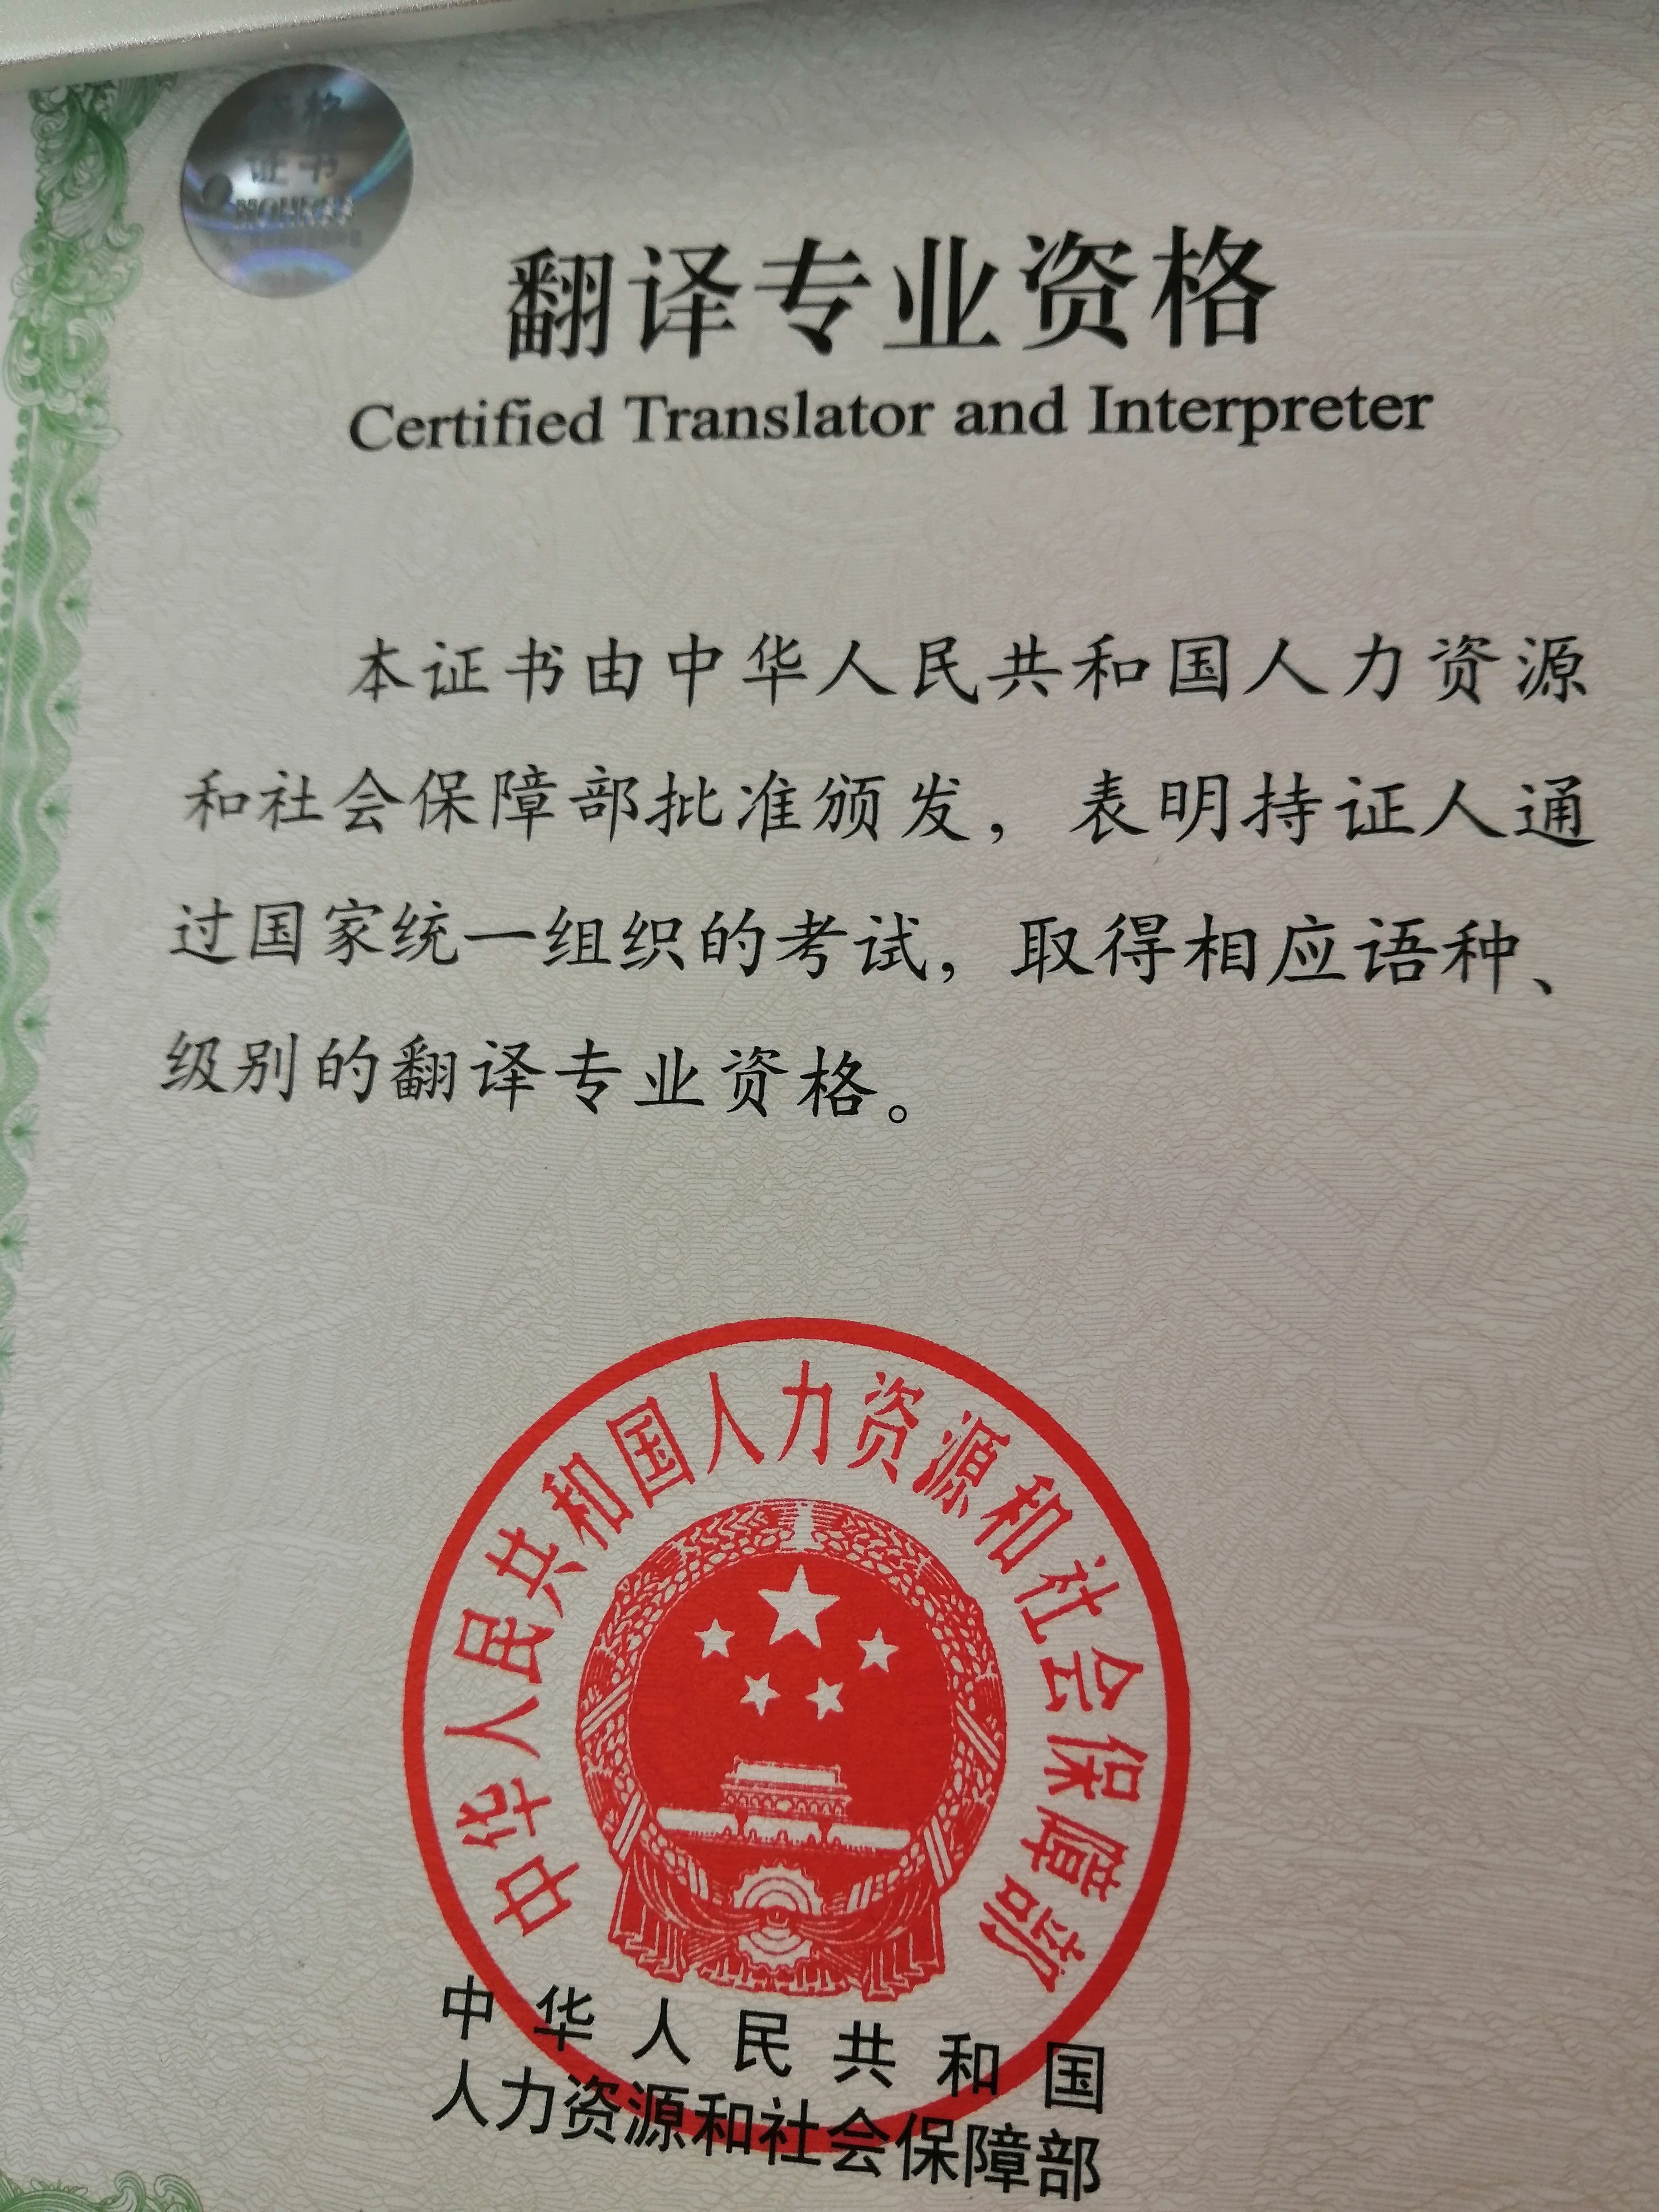 资格
证书
翻译专业资格
Certified Translator and Interpreter
本证书由中华人民共和国人力资源
和社会保障部批准颁发，表明持证人通
过国家统一组织的考试，取得相应语种、
级别的翻译专业资格。
中华人民共和国人力资源和社会保障部
中华人民共和国
人力资源和社会保障部